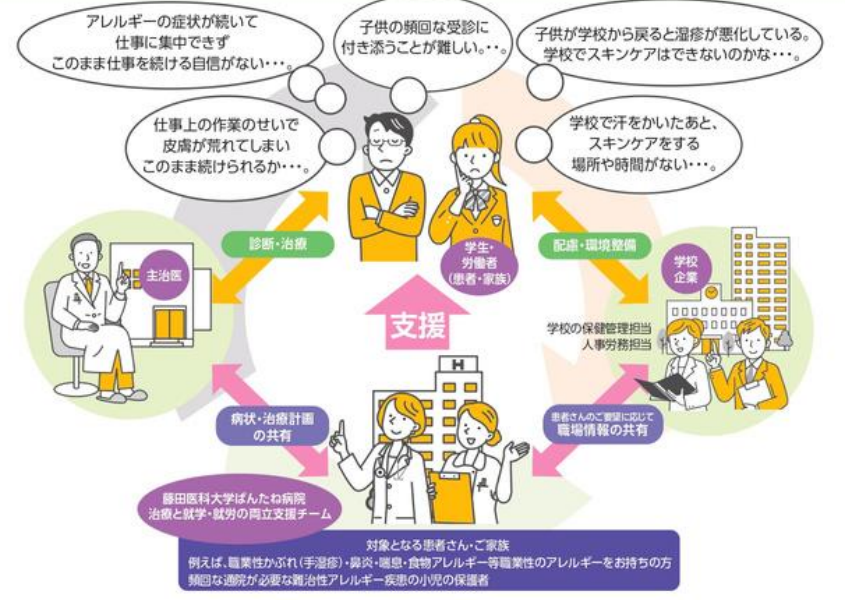 アレルギーの症状が続いて
仕事に集中できず
このまま仕事を続ける自信がない・・・。
子供の頻回な受診に
付き添うことが難しい。・・。
子供が学校から戻ると湿疹が悪化している。
学校でスキンケアはできないのかな・・・。
仕事上の作業のせいで
皮膚が荒れてしまい
このまま続けられるか・・・。
学校で汗をかいたあと、
スキンケアをする
場所や時間がない・・・。
診断・治療
学生・
労働者
(患者・家族)
配慮・環境整備
主治医
学校
企業
支援
学校の保健管理担当
人事労務担当
H
病状・治療計画
の共有
患者さんのご要望に応じて
職場情報の共有
藤田医科大学ばんたね病院
治療と就学・就労の両立支援チーム
対象となる患者さん・ご家族
例えば、職業性かぶれ(手湿疹)・鼻炎・喘息・食物アレルギー等職業性のアレルギーをお持ちの方
頻回な通院が必要な難治性アレルギー疾患の小児の保護者